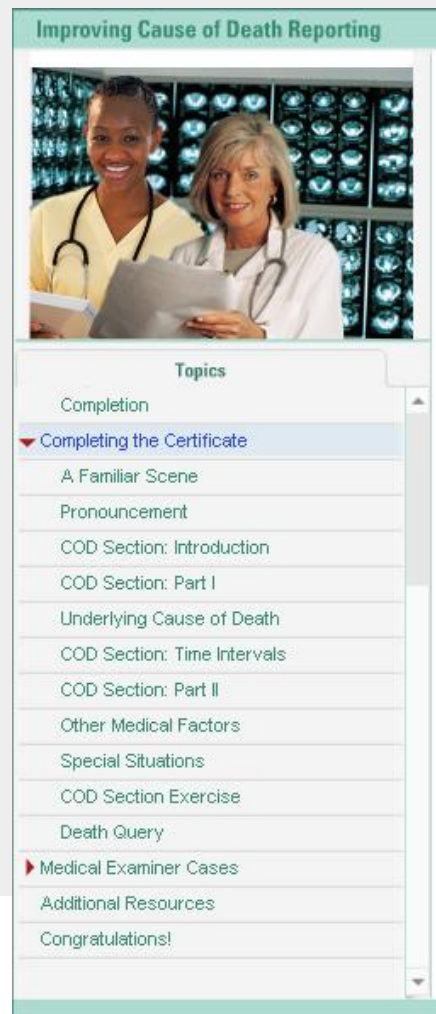 Improving Cause of Death Reporting
Topics
Completion
Completing the Certificate
A Familiar Scene
Pronouncement
COD Section: Introduction
COD Section: Part I
Underlying Cause of Death
COD Section: Time Intervals
COD Section: Part II
Other Medical Factors
Special Situations
COD Section Exercise
Death Query
Medical Examiner Cases
Additional Resources
Congratulations!